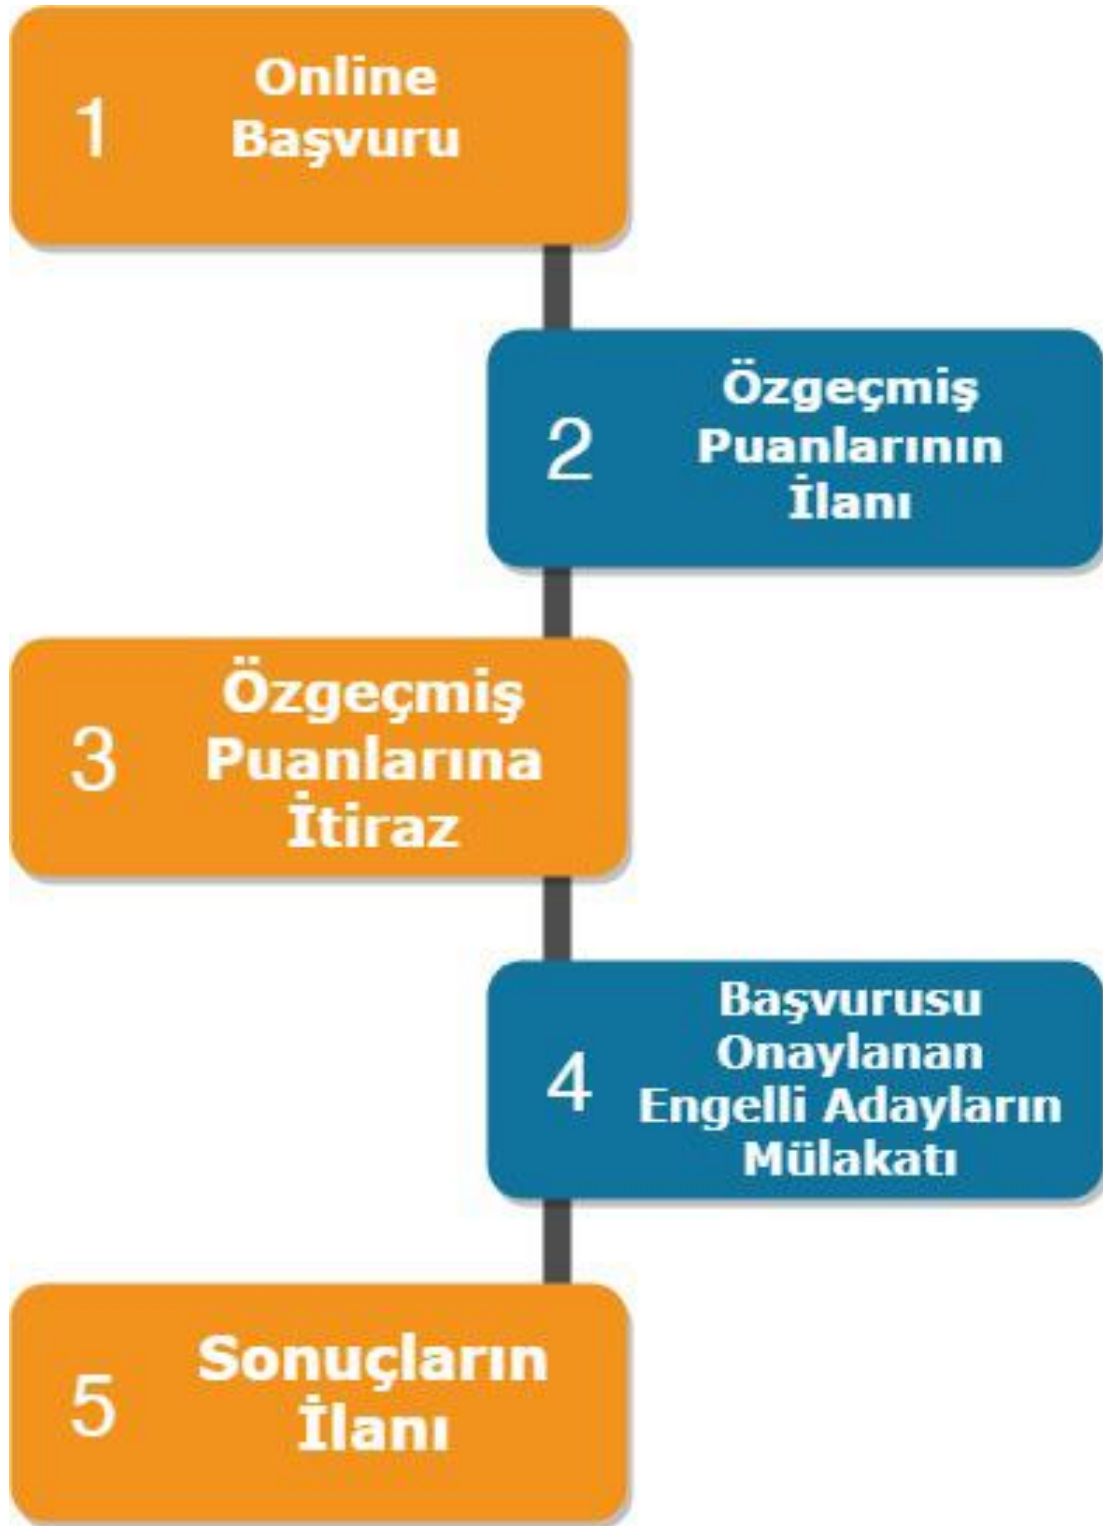 1
Online
Başvuru
2
Özgeçmiş
Puanlarının
İlanı
3
Özgeçmiş
Puanlarına
İtiraz
4
Başvurusu
Onaylanan
Engelli Adayların
Mülakatı
5
Sonuçların
İlanı